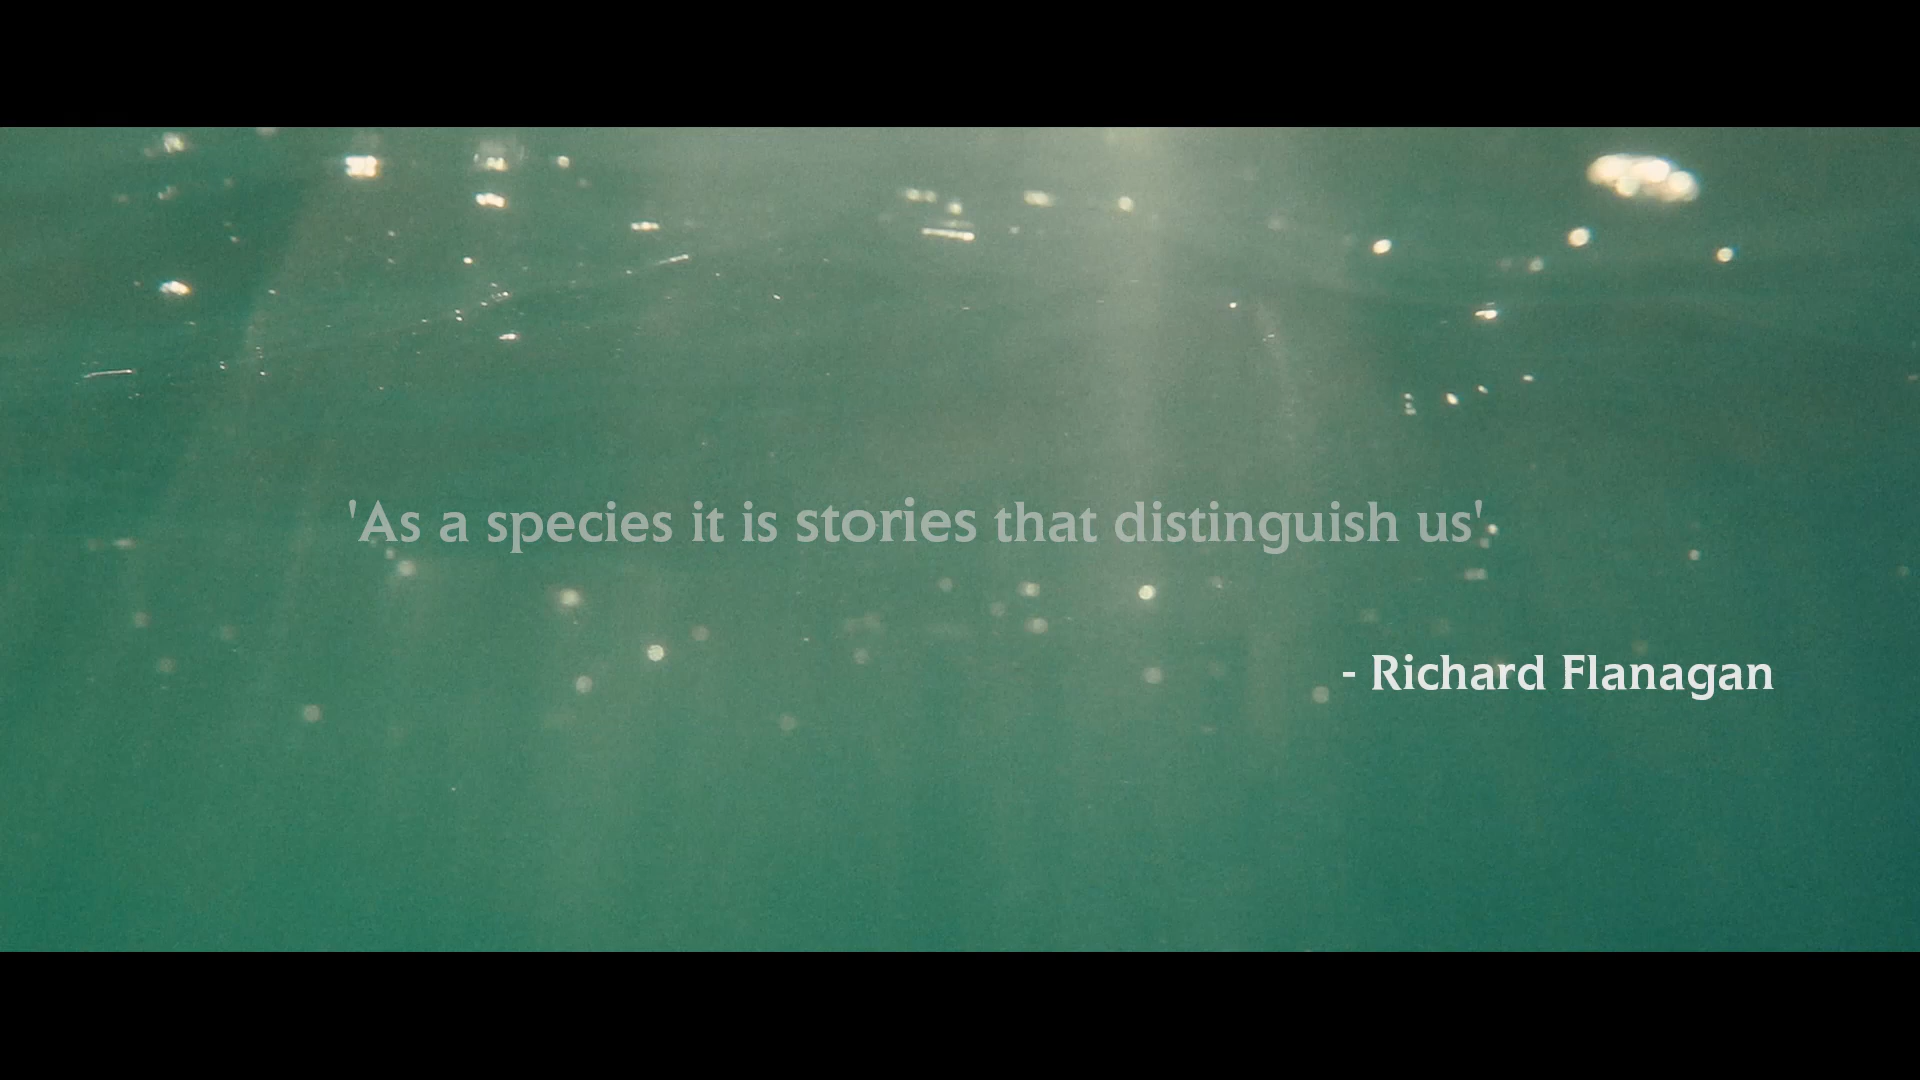 'As a species it is stories that distinguish us'.
- Richard Flanagan